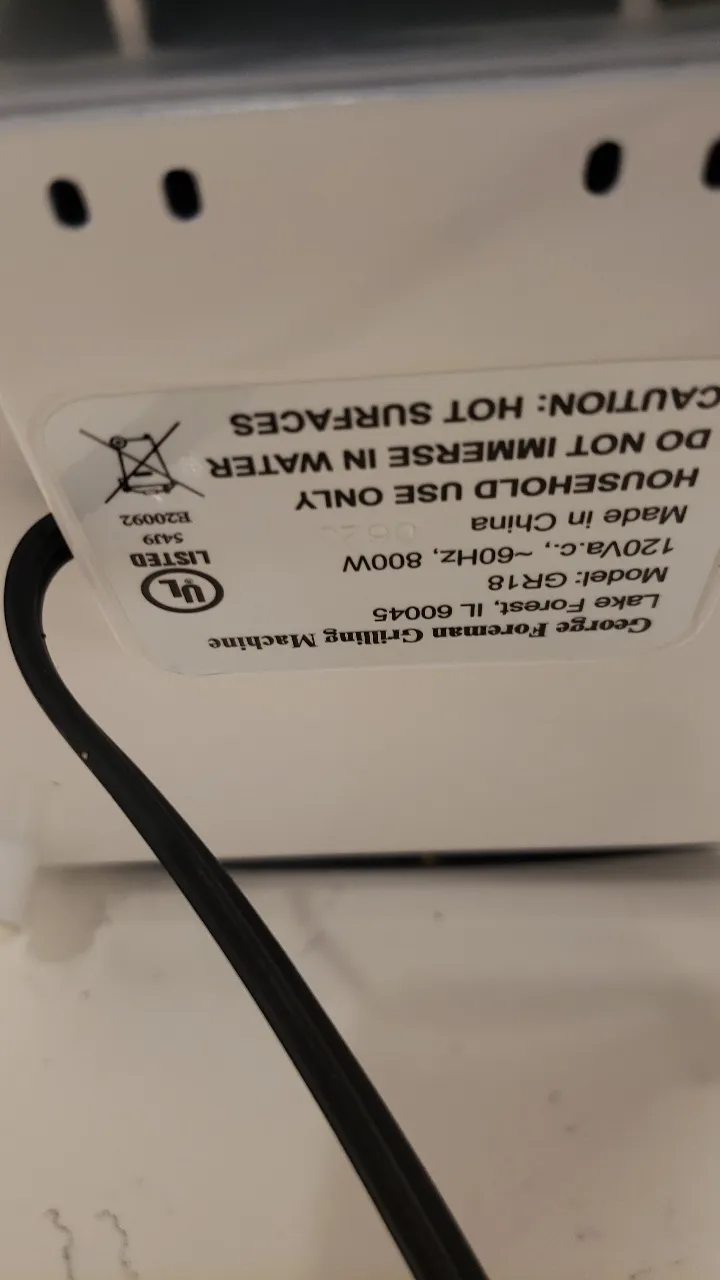 George Foreman Grilling Machine
Lake Forest, IL 60045
Model: GR18
120Va.c., ~60Hz, 800W
Made in China
HOUSEHOLD USE ONLY
DO NOT IMMERSE IN WATER
CAUTION: HOT SURFACES
UL ®
LISTED
54J9
E20092